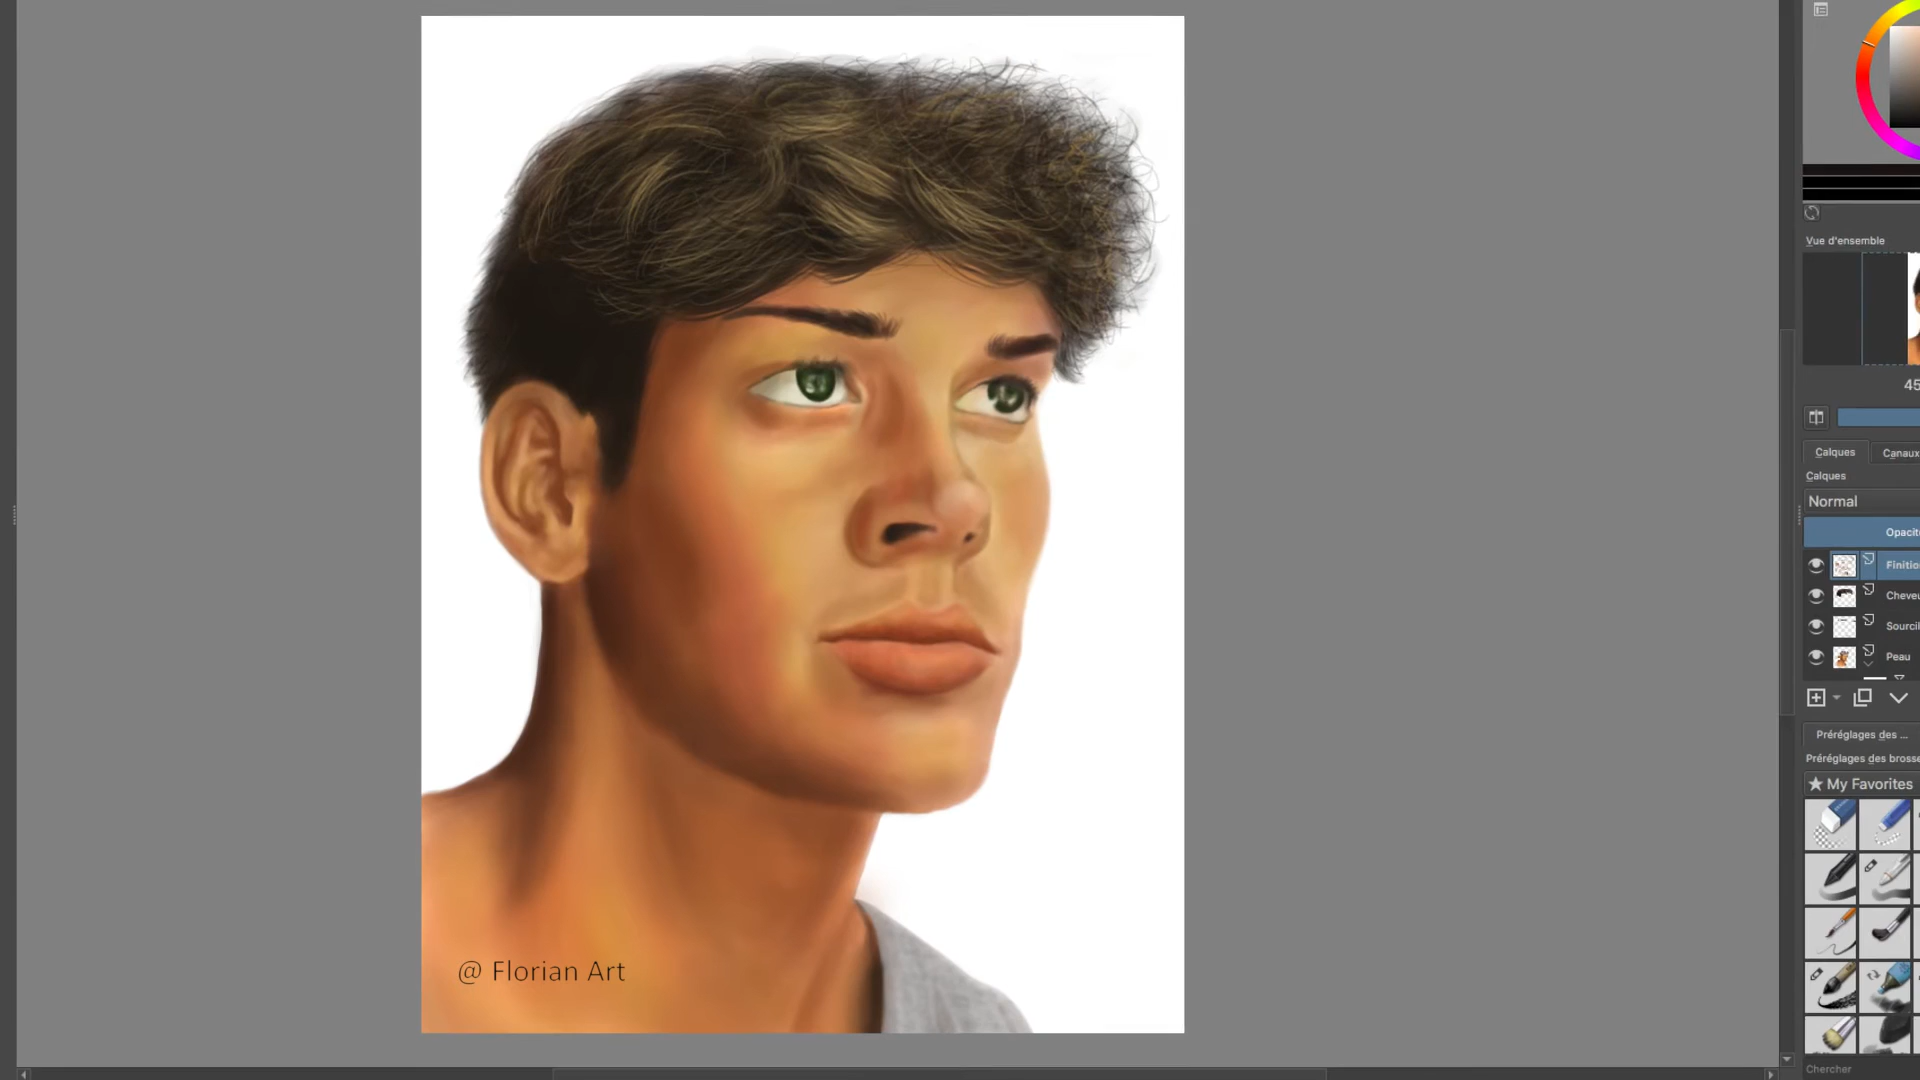 Vue d'ensemble
45
Calques
Canaux
Calques
Normal
Opacit
Finitio
Cheveu
Sourcil
Peau
Préréglages des ...
Préréglages des brosse
★ My Favorites
@ Florian Art
Chercher